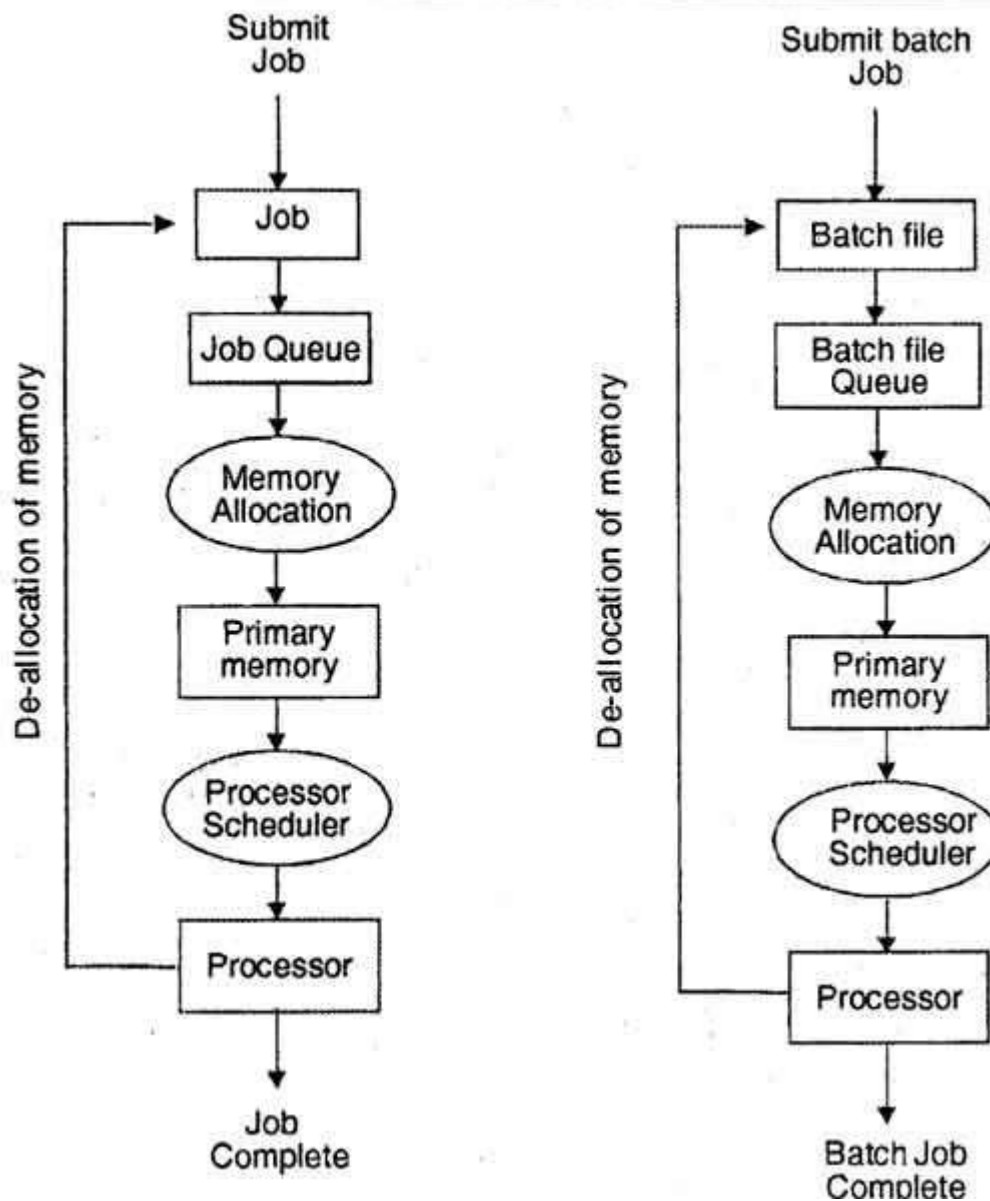 Submit
Job
Job
Job Queue
Memory
Allocation
Primary
memory
Processor
Scheduler
Processor
Job
Complete
De-allocation of memory
Submit batch
Job
Batch file
Batch file
Queue
Memory
Allocation
Primary
memory
Processor
Scheduler
Processor
Batch Job
Complete
De-allocation of memory